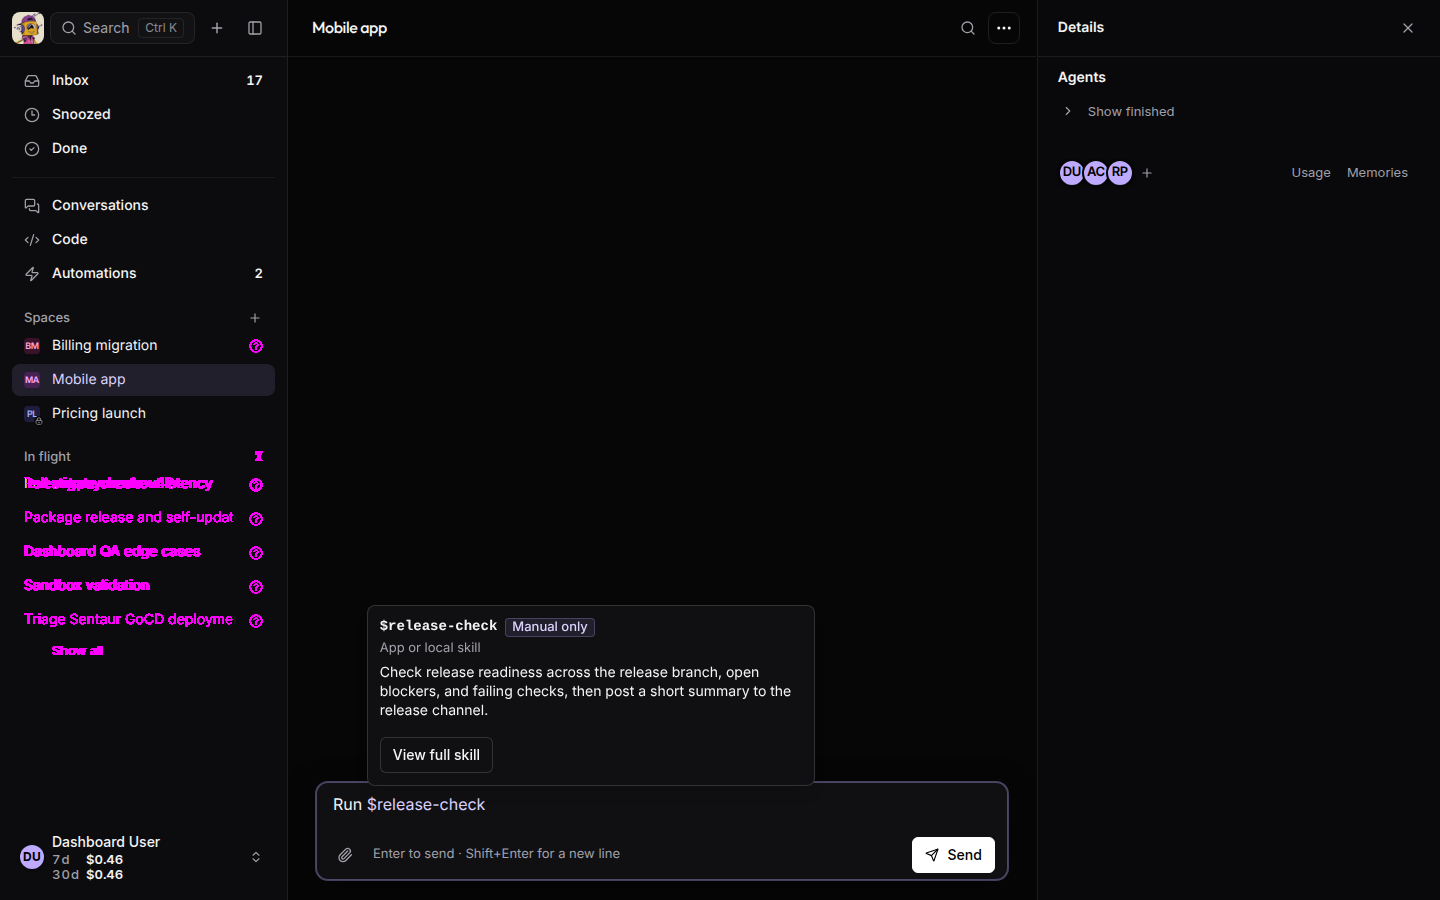 Search Ctrl K
Inbox 17
Snoozed
Done
Conversations
Code
Automations 2
Spaces
BM Billing migration
MA Mobile app
PL Pricing launch
In flight
Package release and self-updat
Dashboard QA edge cases
Sandbox validation
Triage Sentaur GoCD deployme
Show all
DU Dashboard User
7d $0.46
30d $0.46
Mobile app
$release-check Manual only
App or local skill
Check release readiness across the release branch, open
blockers, and failing checks, then post a short summary to the
release channel.
View full skill
Run $release-check
Enter to send · Shift+Enter for a new line
Send
Details
Agents
Show finished
DU AC RP
Usage Memories